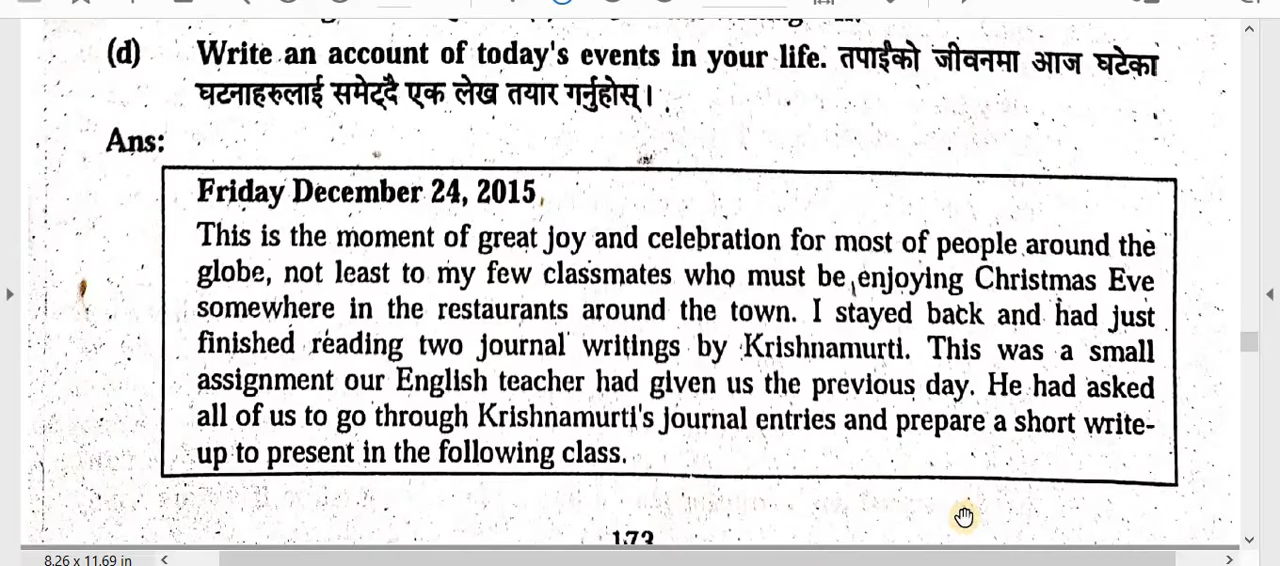 (d) Write an account of today's events in your life. तपाईंको जीवनमा आज घटेका
घटनाहरुलाई समेट्दै एक लेख तयार गर्नुहोस् ।
Ans:
Friday December 24, 2015
This is the moment of great joy and celebration for most of people around the
globe, not least to my few classmates who must be enjoying Christmas Eve
somewhere in the restaurants around the town. I stayed back and had just
finished reading two journal writings by Krishnamurti. This was a small
assignment our English teacher had given us the previous day. He had asked
all of us to go through Krishnamurti's journal entries and prepare a short write-
up to present in the following class.
173
8.26 x 11.69 in